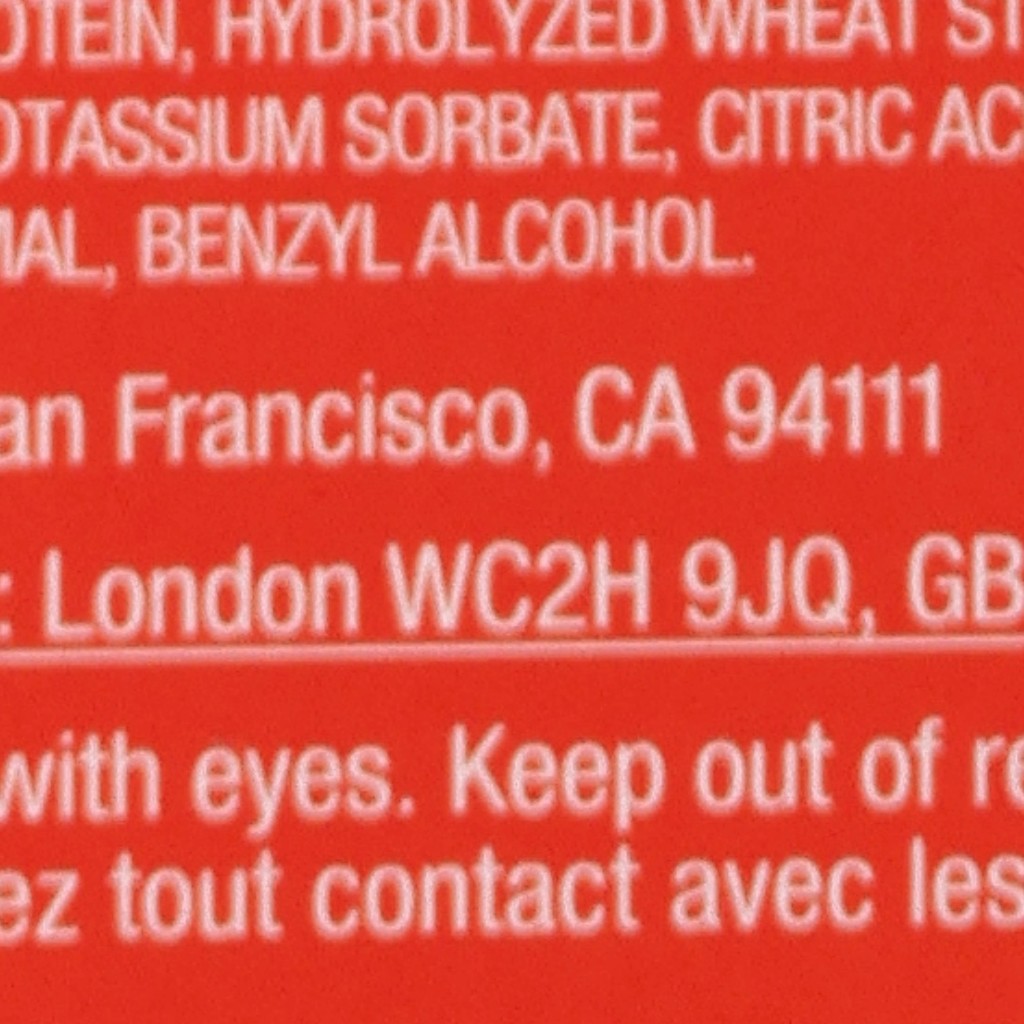 OTEIN, HYDROLYZED WHEAT ST
OTASSIUM SORBATE, CITRIC AC
MAL, BENZYL ALCOHOL.
an Francisco, CA 94111
: London WC2H 9JQ, GB
with eyes. Keep out of re
ez tout contact avec les